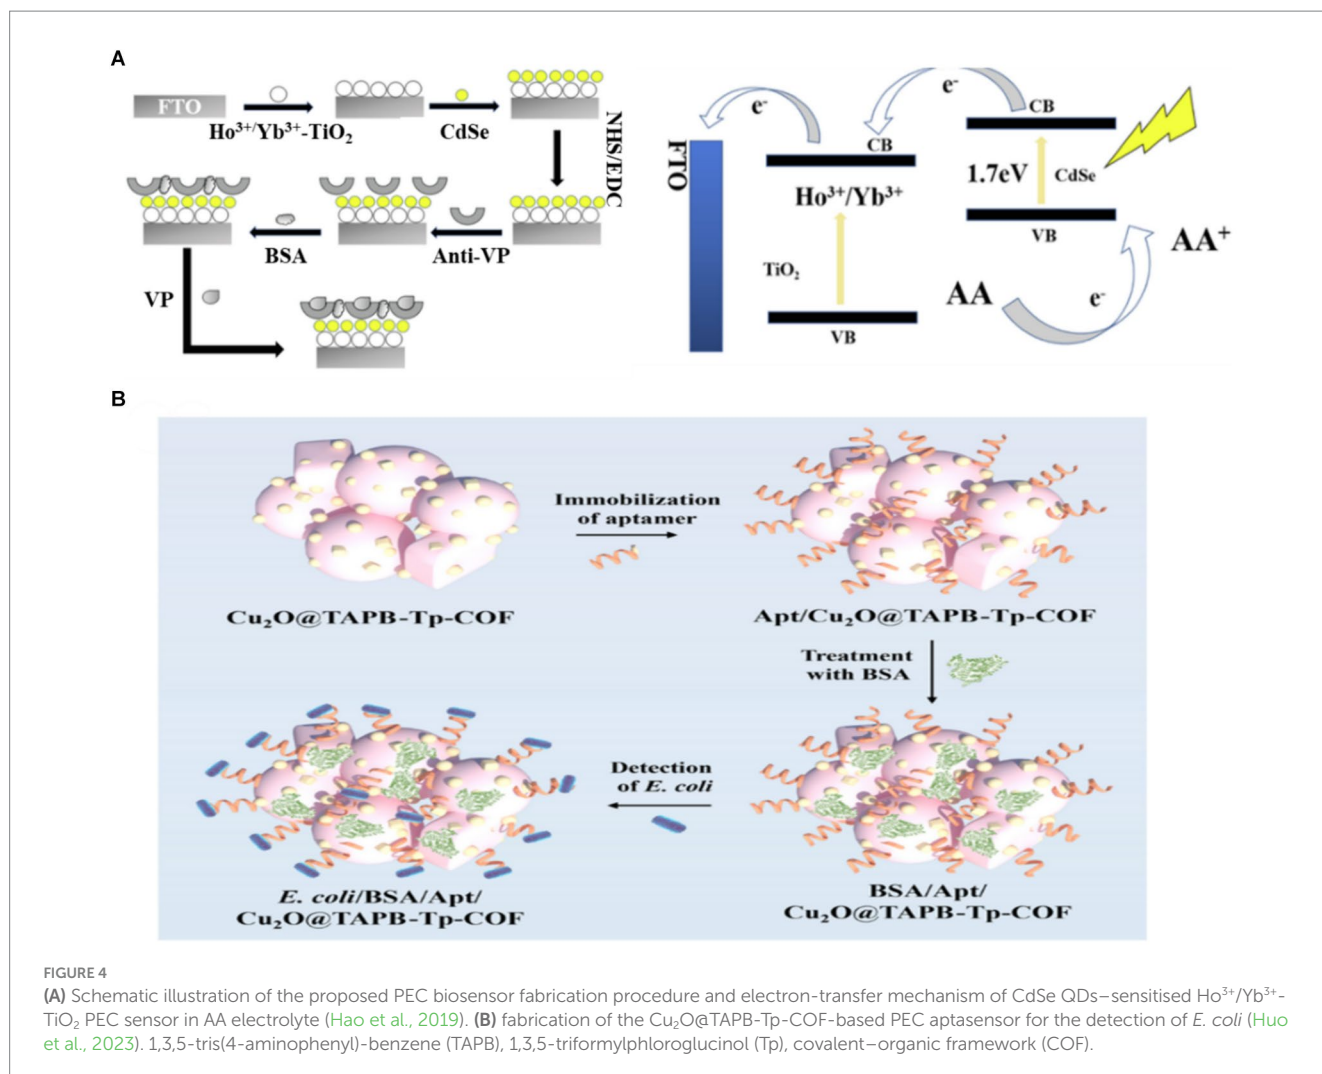 A
FTO
Ho³⁺/Yb³⁺-TiO₂
CdSe
NHS/EDC
Anti-VP
BSA
VP
e⁻
e⁻
CB
CB
FTO
1.7eV
CdSe
Ho³⁺/Yb³⁺
VB
AA⁺
TiO₂
AA
e⁻
VB
B
Immobilization
of aptamer
Cu₂O@TAPB-Tp-COF
Apt/Cu₂O@TAPB-Tp-COF
Treatment
with BSA
Detection
of E. coli
E. coli/BSA/Apt/
Cu₂O@TAPB-Tp-COF
BSA/Apt/
Cu₂O@TAPB-Tp-COF
FIGURE 4
(A) Schematic illustration of the proposed PEC biosensor fabrication procedure and electron-transfer mechanism of CdSe QDs–sensitised Ho³⁺/Yb³⁺-
TiO₂ PEC sensor in AA electrolyte (Hao et al., 2019). (B) fabrication of the Cu₂O@TAPB-Tp-COF-based PEC aptasensor for the detection of E. coli (Huo
et al., 2023). 1,3,5-tris(4-aminophenyl)-benzene (TAPB), 1,3,5-triformylphloroglucinol (Tp), covalent–organic framework (COF).